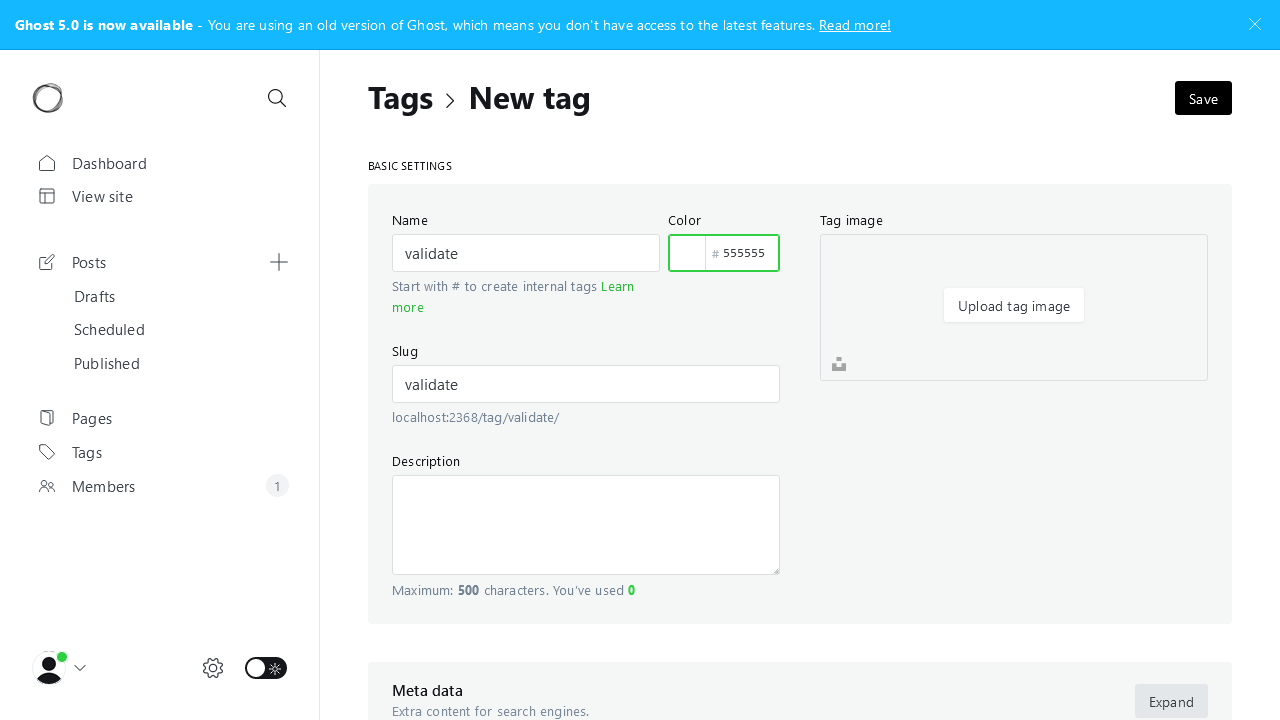 Ghost 5.0 is now available - You are using an old version of Ghost, which means you don't have access to the latest features. Read more!
Tags > New tag
Save
Dashboard
View site
Posts
Drafts
Scheduled
Published
Pages
Tags
Members
1
BASIC SETTINGS
Name
validate
Start with # to create internal tags Learn
more
Color
# 555555
Slug
validate
localhost:2368/tag/validate/
Description
Maximum: 500 characters. You've used 0
Tag image
Upload tag image
Meta data
Extra content for search engines.
Expand